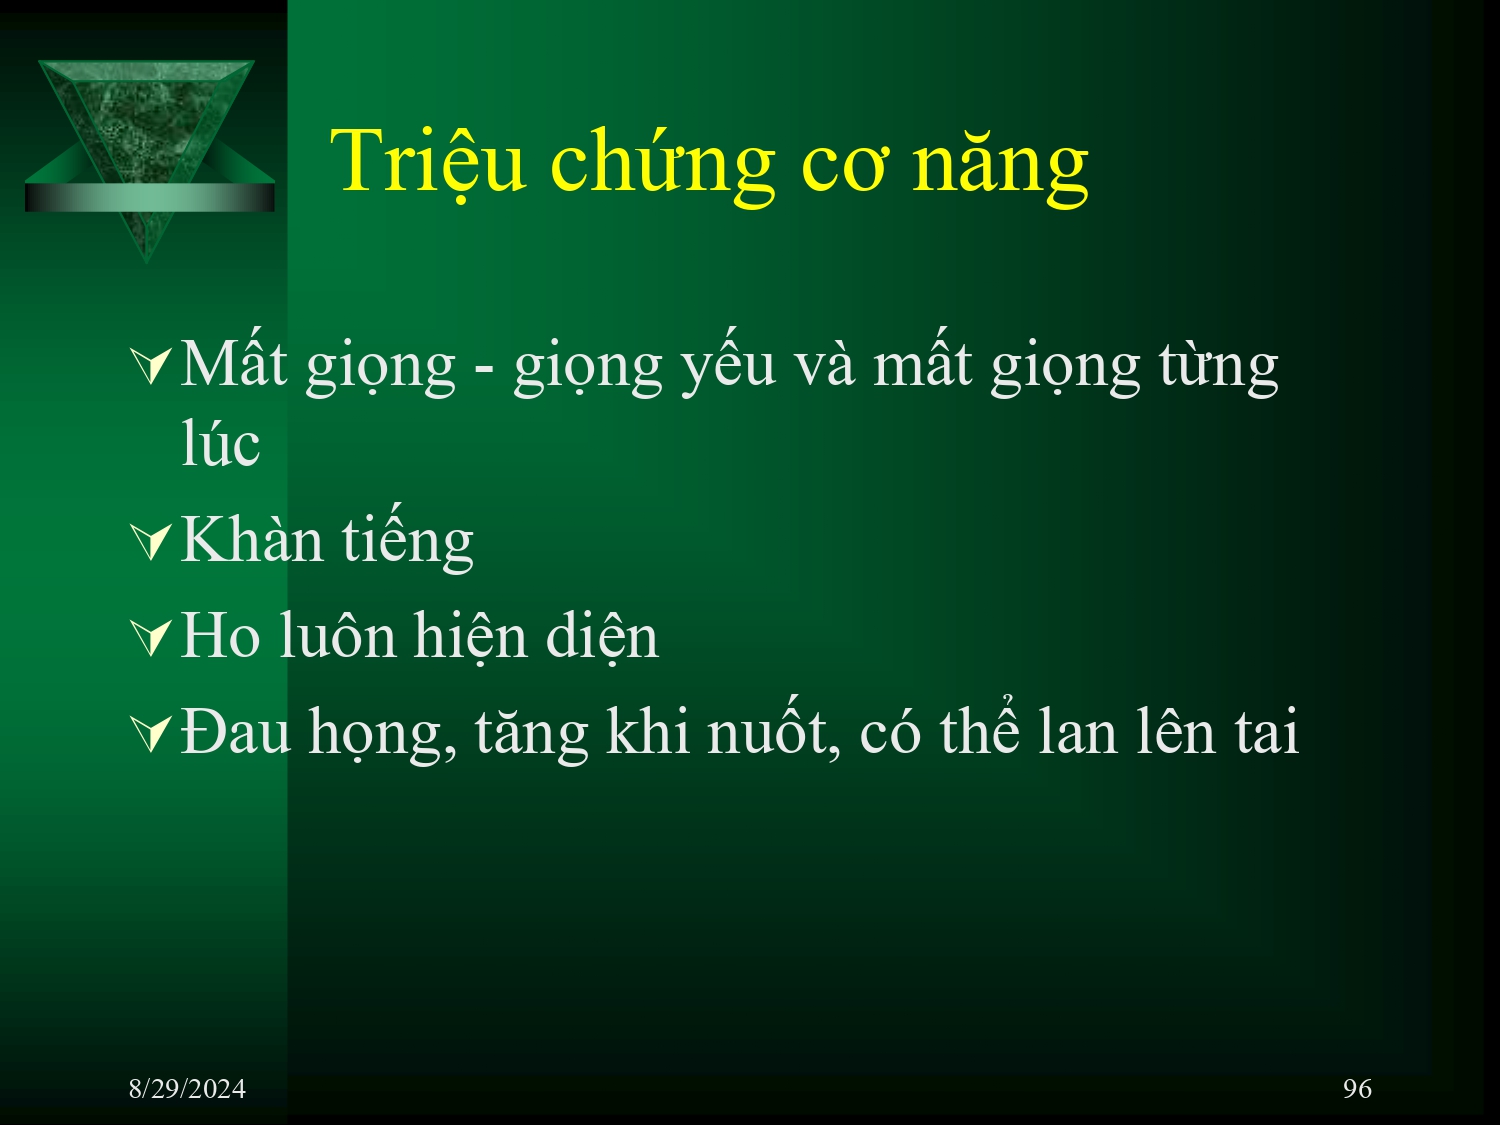 Triệu chứng cơ năng
Mất giọng - giọng yếu và mất giọng từng
lúc
Khàn tiếng
Ho luôn hiện diện
Đau họng, tăng khi nuốt, có thể lan lên tai
8/29/2024
96